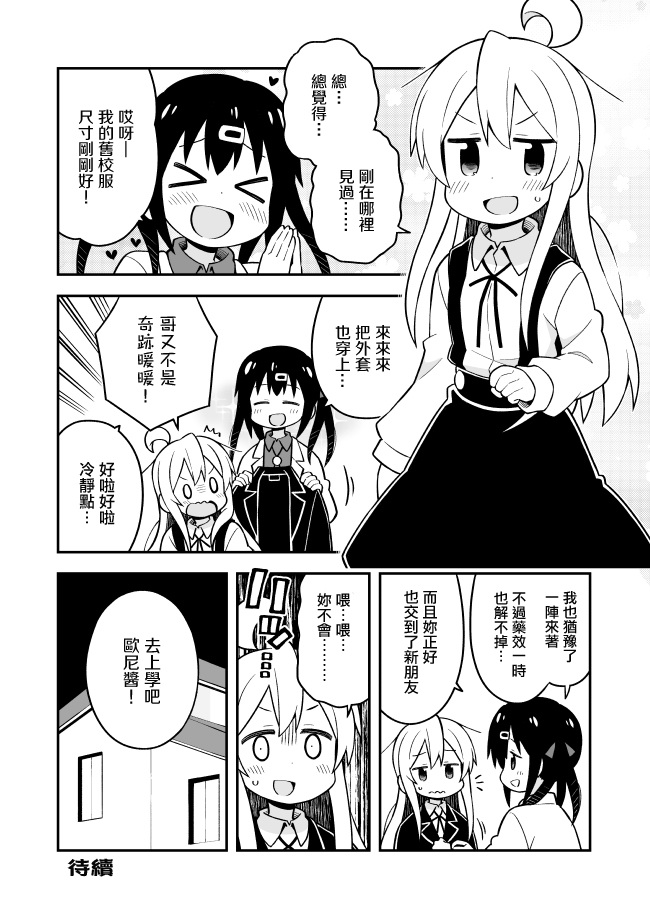 總…
總覺得…
剛在哪裡
見過……
哎呀—
我的舊校服
尺寸剛剛好！
來來來
把外套
也穿上…
哥又不是
奇跡暖暖！
好啦好啦
冷靜點…
我也猶豫了
一陣來著
不過藥效一時
也解不掉…
而且妳正好
也交到了新朋友
喂…喂…
妳不會………
!!!
去上學吧
歐尼醬！
待續